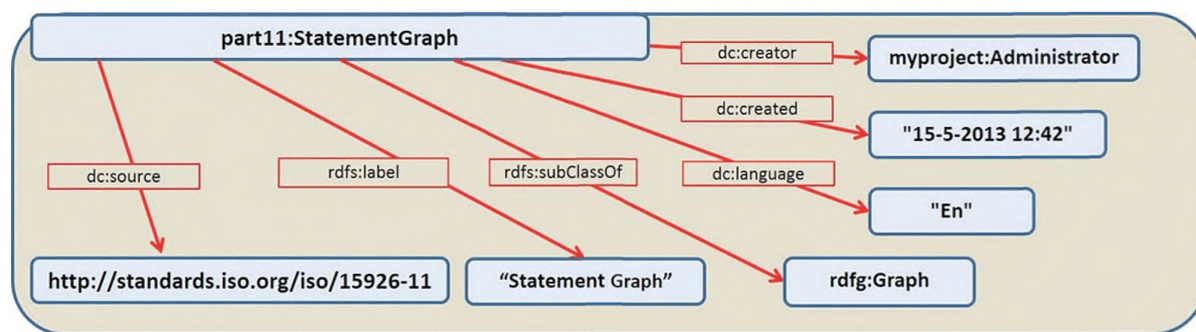 part11:StatementGraph
dc:creator
myproject:Administrator
dc:created
"15-5-2013 12:42"
dc:source
rdfs:label
rdfs:subClassOf
dc:language
"En"
http://standards.iso.org/iso/15926-11
“Statement Graph”
rdfg:Graph